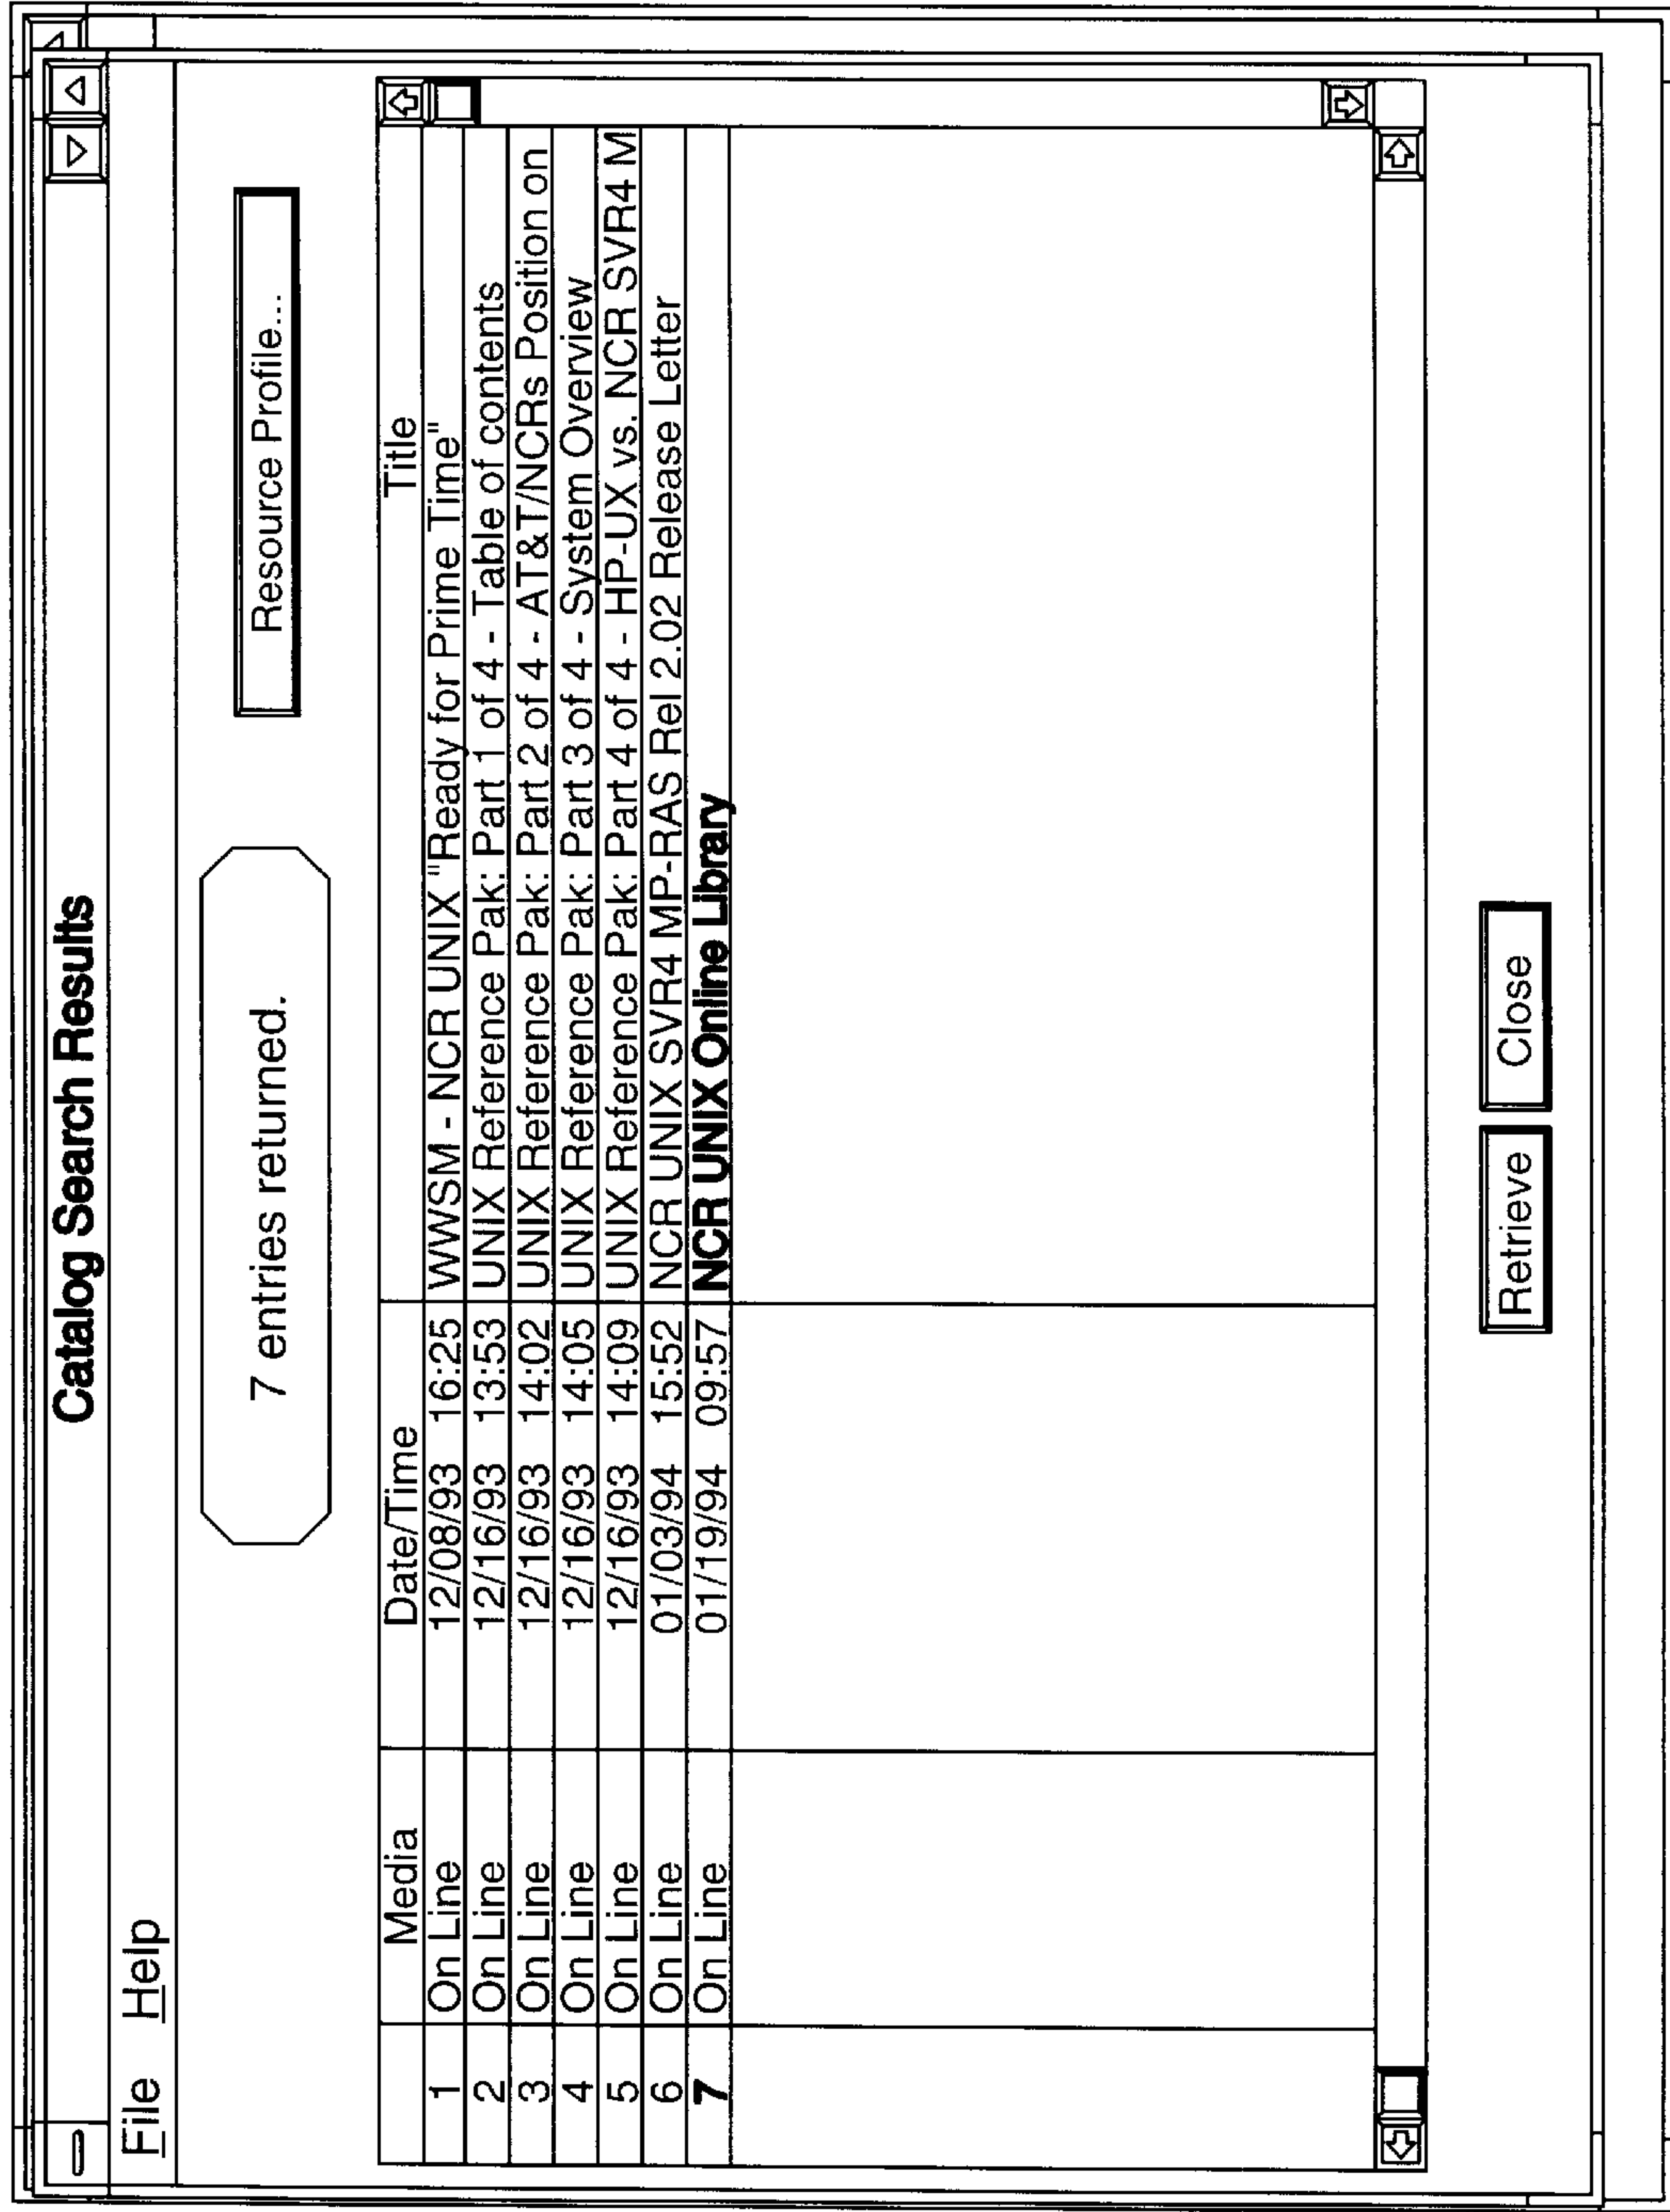 Catalog Search Results
File Help
7 entries returned.
Resource Profile...
Media Date/Time Title
1 On Line 12/08/93 16:25 WWSM - NCR UNIX "Ready for Prime Time"
2 On Line 12/16/93 13:53 UNIX Reference Pak: Part 1 of 4 - Table of contents
3 On Line 12/16/93 14:02 UNIX Reference Pak: Part 2 of 4 - AT&T/NCRs Position on
4 On Line 12/16/93 14:05 UNIX Reference Pak: Part 3 of 4 - System Overview
5 On Line 12/16/93 14:09 UNIX Reference Pak: Part 4 of 4 - HP-UX vs. NCR SVR4 M
6 On Line 01/03/94 15:52 NCR UNIX SVR4 MP-RAS Rel 2.02 Release Letter
7 On Line 01/19/94 09:57 NCR UNIX Online Library
Retrieve Close